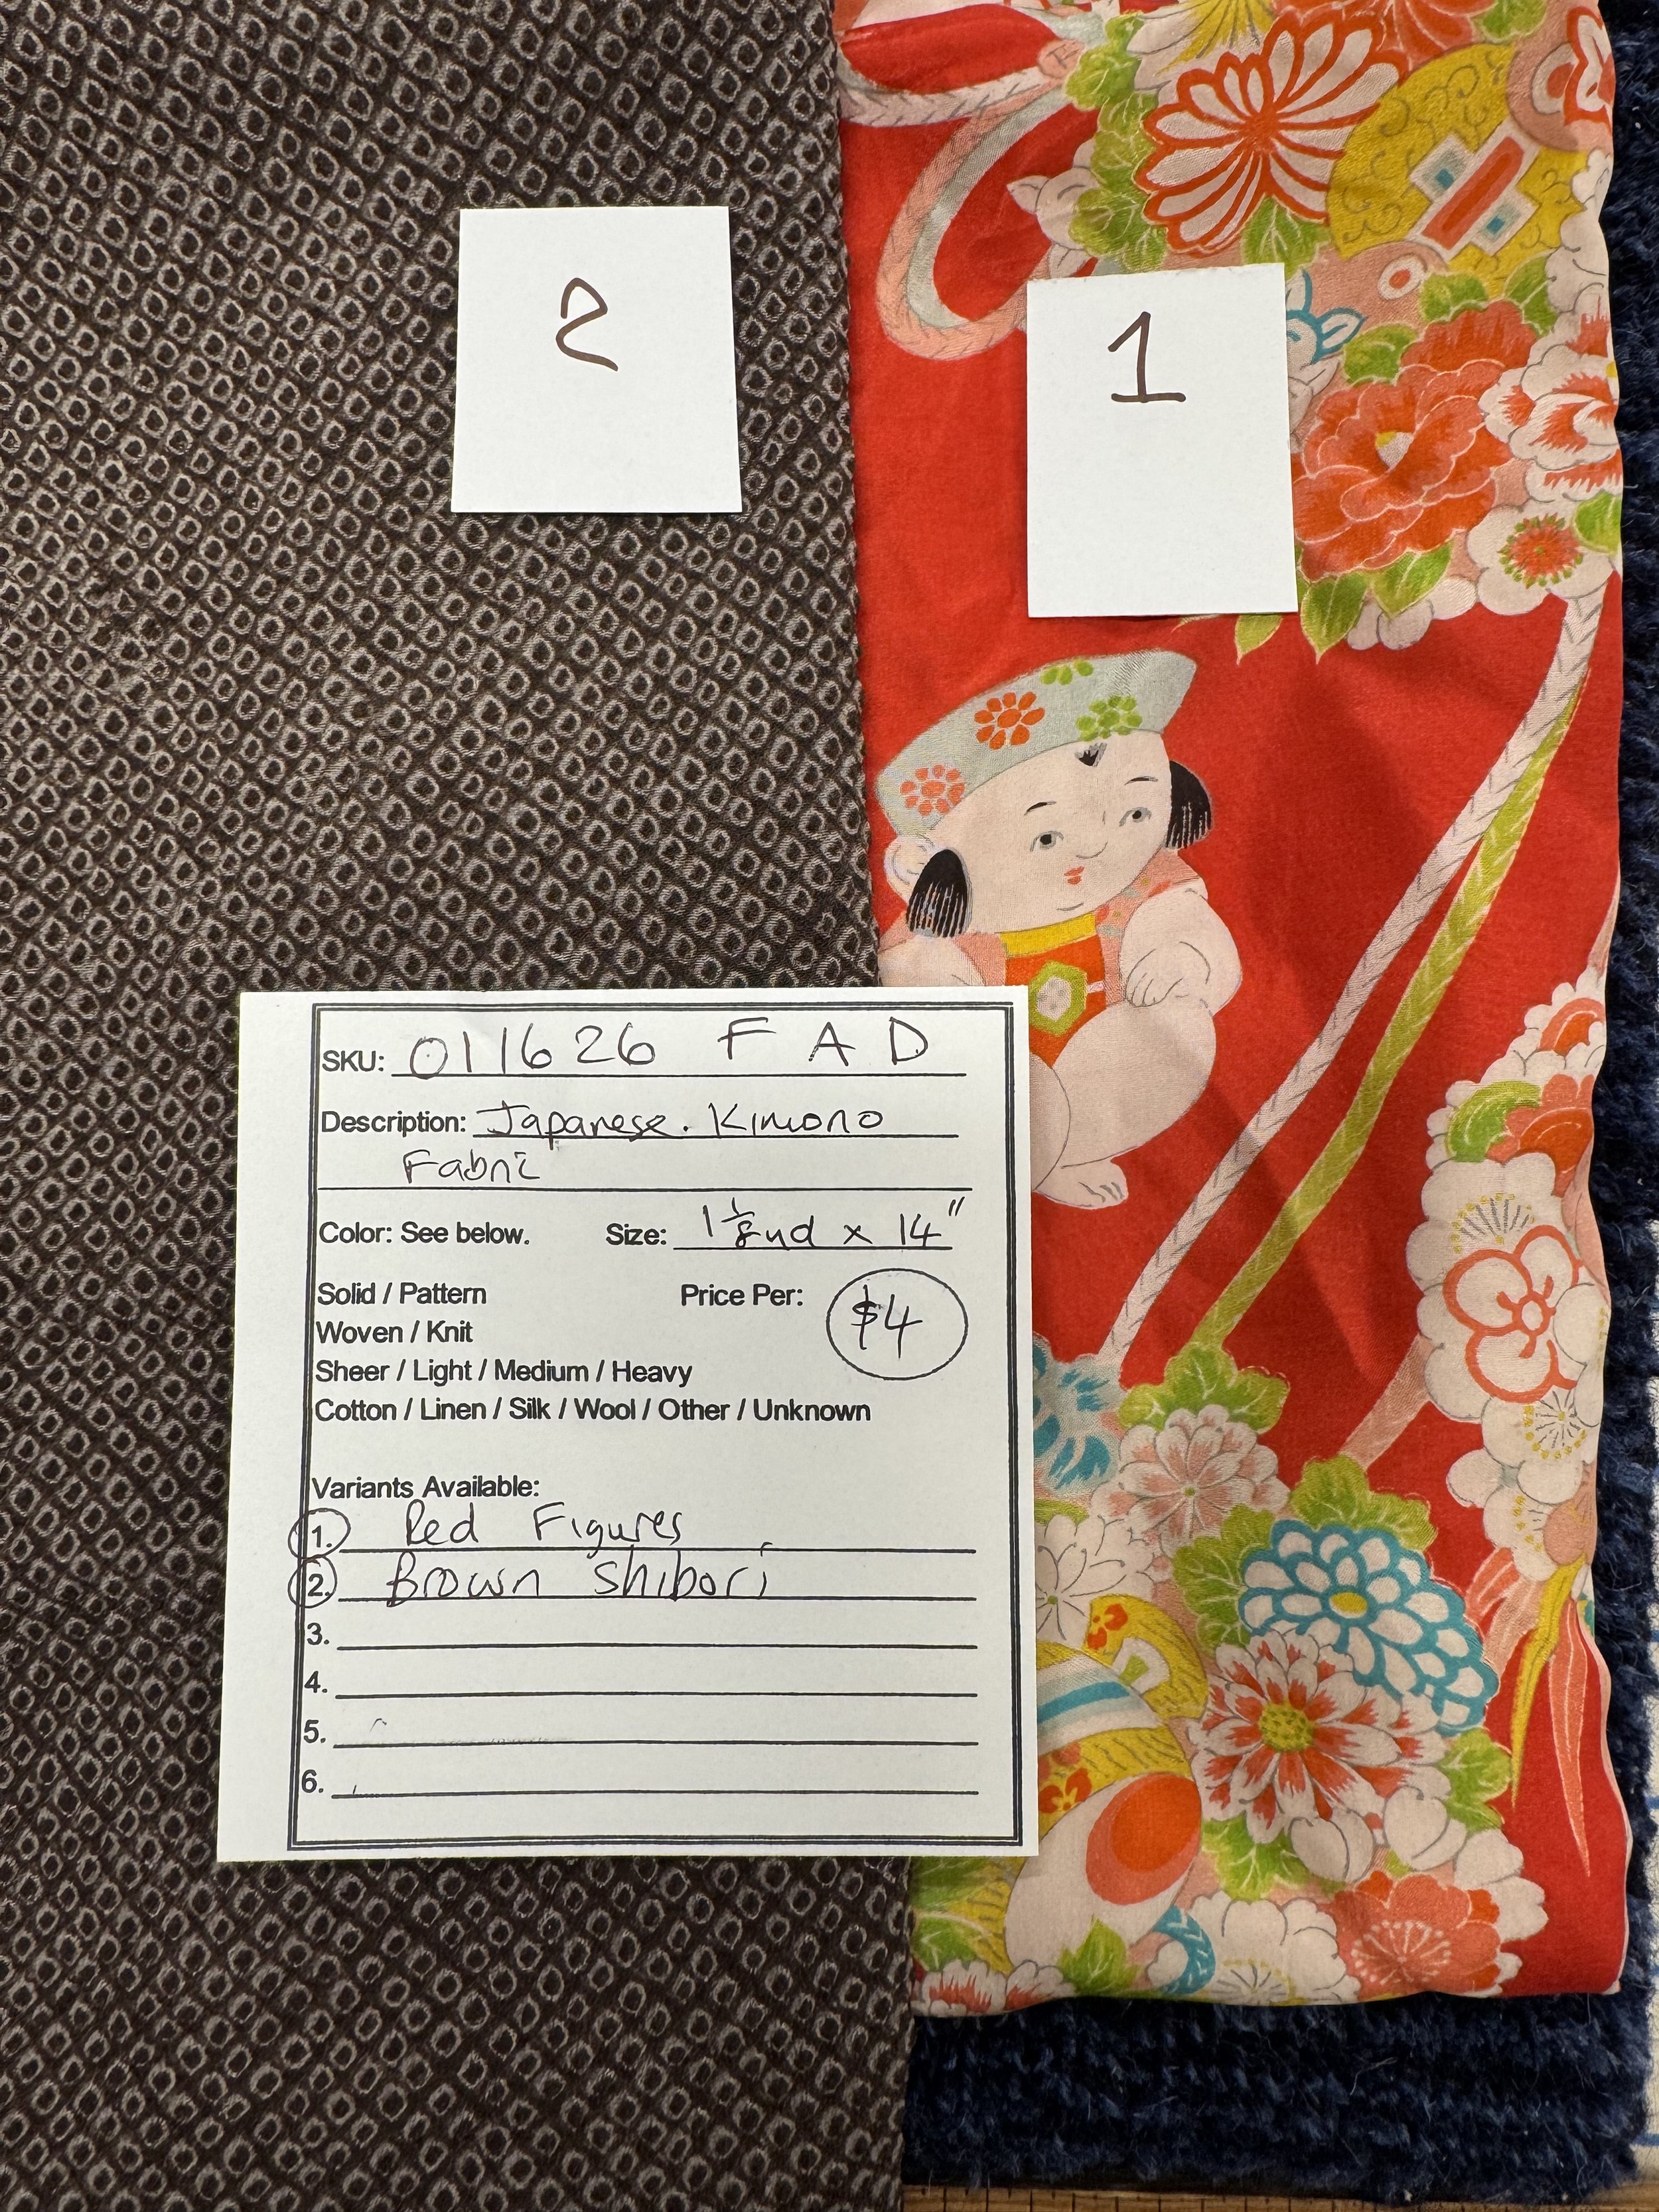 2
1
SKU: 011626 F A D
Description: Japanese. Kimono
Fabric
Color: See below. Size: 1 1/8 yd x 14"
Solid / Pattern Price Per: $4
Woven / Knit
Sheer / Light / Medium / Heavy
Cotton / Linen / Silk / Wool / Other / Unknown
Variants Available:
1. Red Figures
2. Brown Shibori
3.
4.
5.
6.